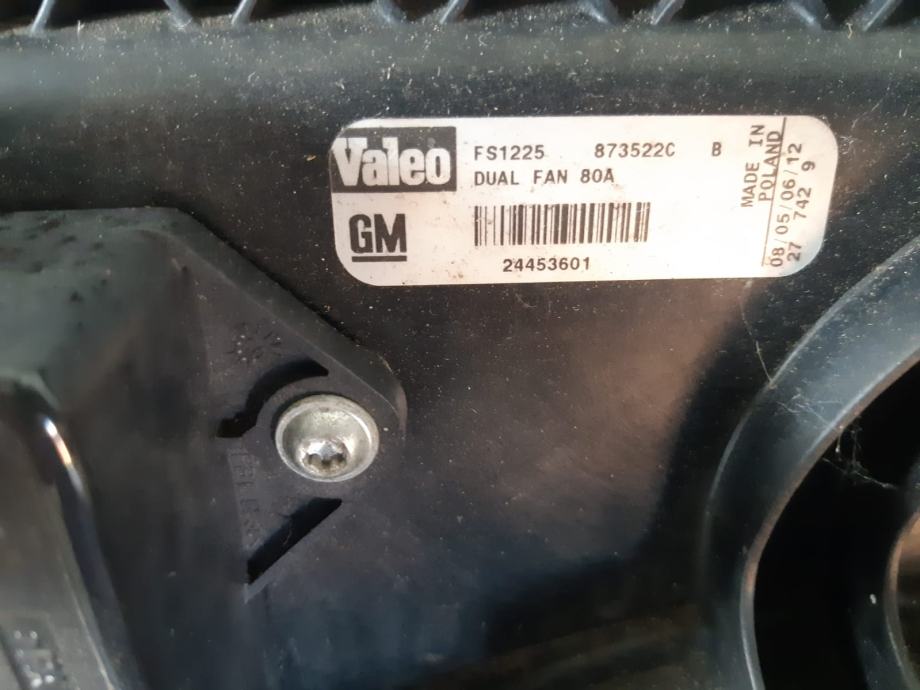 Valeo
FS1225 873522C B
DUAL FAN 80A
GM
24453601
MADE IN
POLAND
08/05/06/12
27 742 9